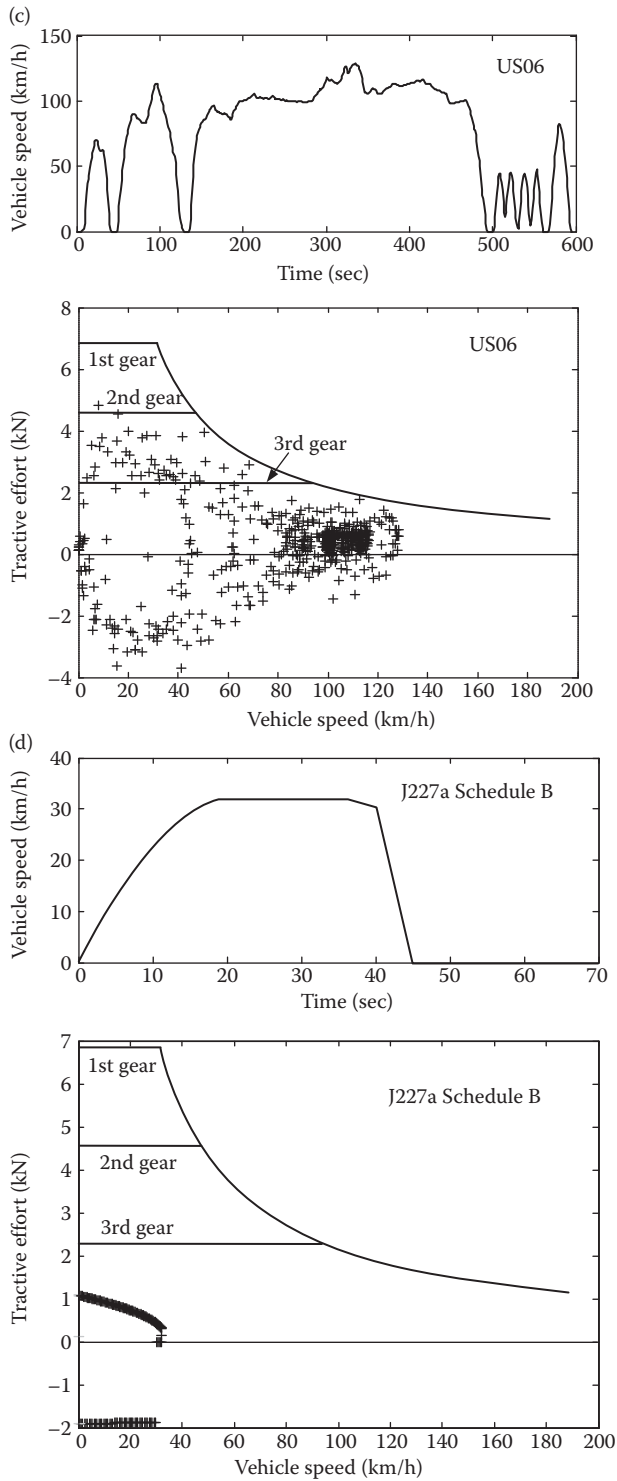 (c)
Vehicle speed (km/h)
150
100
50
0
US06
0 100 200 300 400 500 600
Time (sec)
Tractive effort (kN)
8
6
4
2
0
−2
−4
US06
1st gear
2nd gear
3rd gear
0 20 40 60 80 100 120 140 160 180 200
Vehicle speed (km/h)
(d)
Vehicle speed (km/h)
40
30
20
10
0
J227a Schedule B
0 10 20 30 40 50 60 70
Time (sec)
Tractive effort (kN)
7
6
5
4
3
2
1
0
−1
−2
1st gear
J227a Schedule B
2nd gear
3rd gear
0 20 40 60 80 100 120 140 160 180 200
Vehicle speed (km/h)